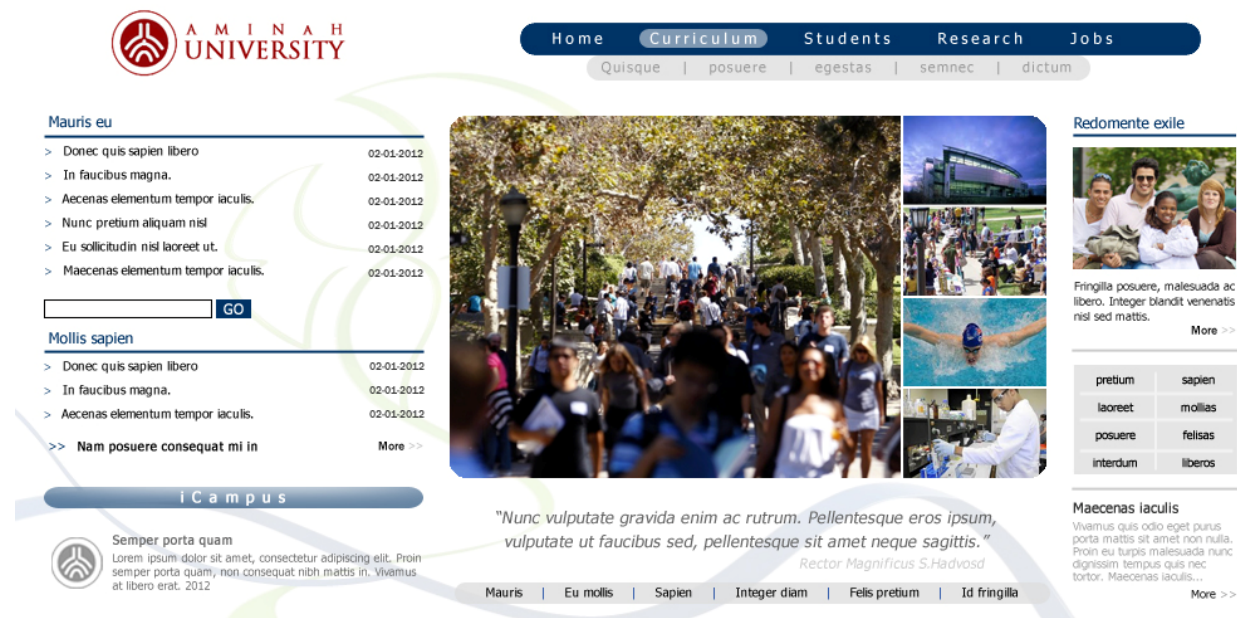 AMINAH
UNIVERSITY
Home Curriculum Students Research Jobs
Quisque | posuere | egestas | semnec | dictum
Mauris eu
> Donec quis sapien libero 02-01-2012
> In faucibus magna. 02-01-2012
> Aecenas elementum tempor iaculis. 02-01-2012
> Nunc pretium aliquam nisl 02-01-2012
> Eu sollicitudin nisl laoreet ut. 02-01-2012
> Maecenas elementum tempor iaculis. 02-01-2012
GO
Mollis sapien
> Donec quis sapien libero 02-01-2012
> In faucibus magna. 02-01-2012
> Aecenas elementum tempor iaculis. 02-01-2012
>> Nam posuere consequat mi in More >>
iCampus
Semper porta quam
Lorem ipsum dolor sit amet, consectetur adipiscing elit. Proin
semper porta quam, non consequat nibh mattis in. Vivamus
at libero erat. 2012
“Nunc vulputate gravida enim ac rutrum. Pellentesque eros ipsum,
vulputate ut faucibus sed, pellentesque sit amet neque sagittis.”
Rector Magnificus S.Hadvosd
Mauris | Eu mollis | Sapien | Integer diam | Felis pretium | Id fringilla
Redomente exile
Fringilla posuere, malesuada ac
libero. Integer blandit venenatis
nisl sed mattis.
More >>
pretium sapien
laoreet mollias
posuere felisas
interdum liberos
Maecenas iaculis
Vivamus quis odio eget purus
porta mattis sit amet non nulla.
Proin eu turpis malesuada nunc
dignissim tempus quis nec
tortor. Maecenas iaculis...
More >>